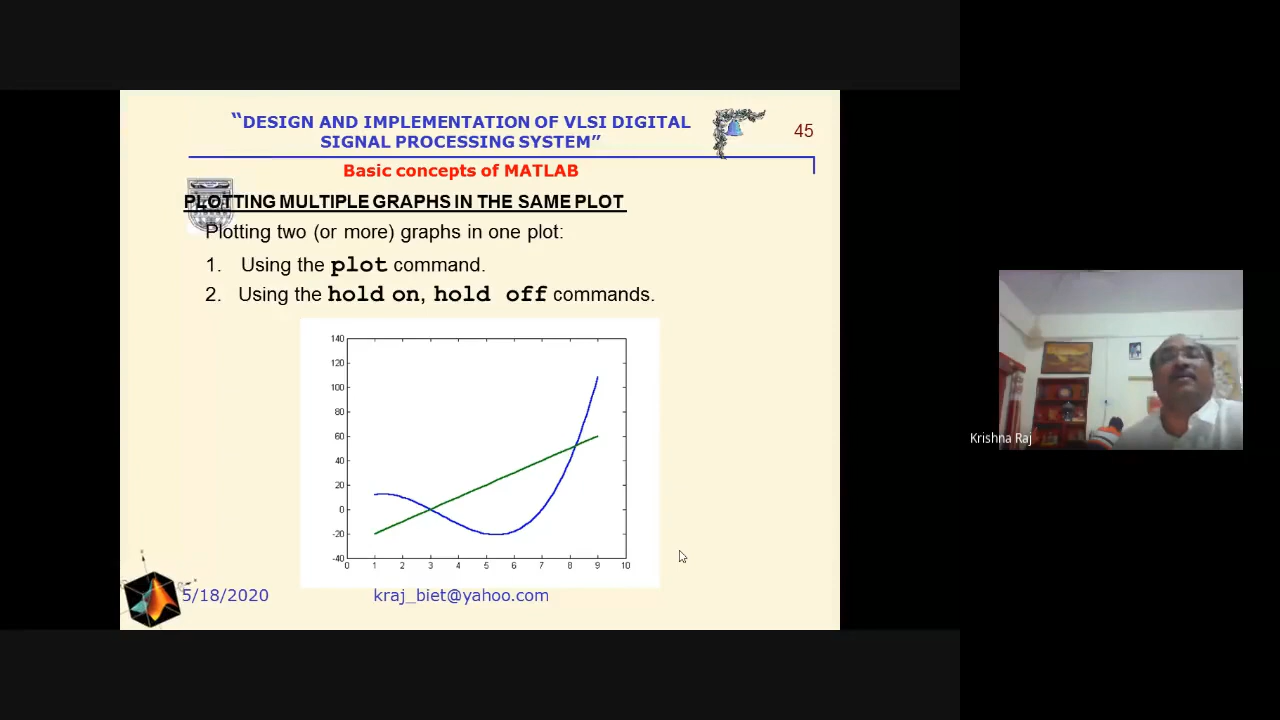 “DESIGN AND IMPLEMENTATION OF VLSI DIGITAL
SIGNAL PROCESSING SYSTEM”
45
Basic concepts of MATLAB
PLOTTING MULTIPLE GRAPHS IN THE SAME PLOT
Plotting two (or more) graphs in one plot:
1. Using the plot command.
2. Using the hold on, hold off commands.
140
120
100
80
60
40
20
0
-20
-40
0 1 2 3 4 5 6 7 8 9 10
5/18/2020
kraj_biet@yahoo.com
Krishna Raj